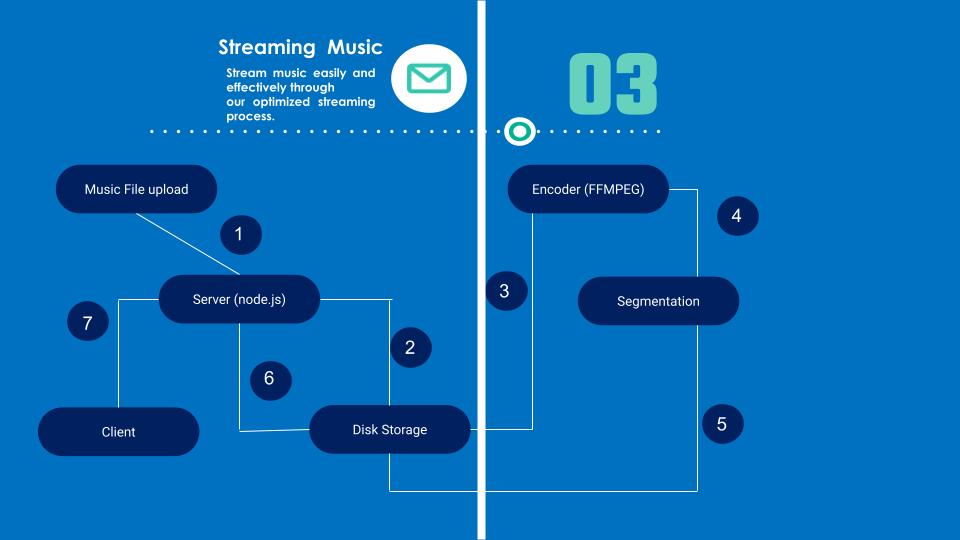 Streaming Music
Stream music easily and
effectively through
our optimized streaming
process.
03
Music File upload
Encoder (FFMPEG)
4
1
Server (node.js)
3
Segmentation
7
2
6
5
Client
Disk Storage